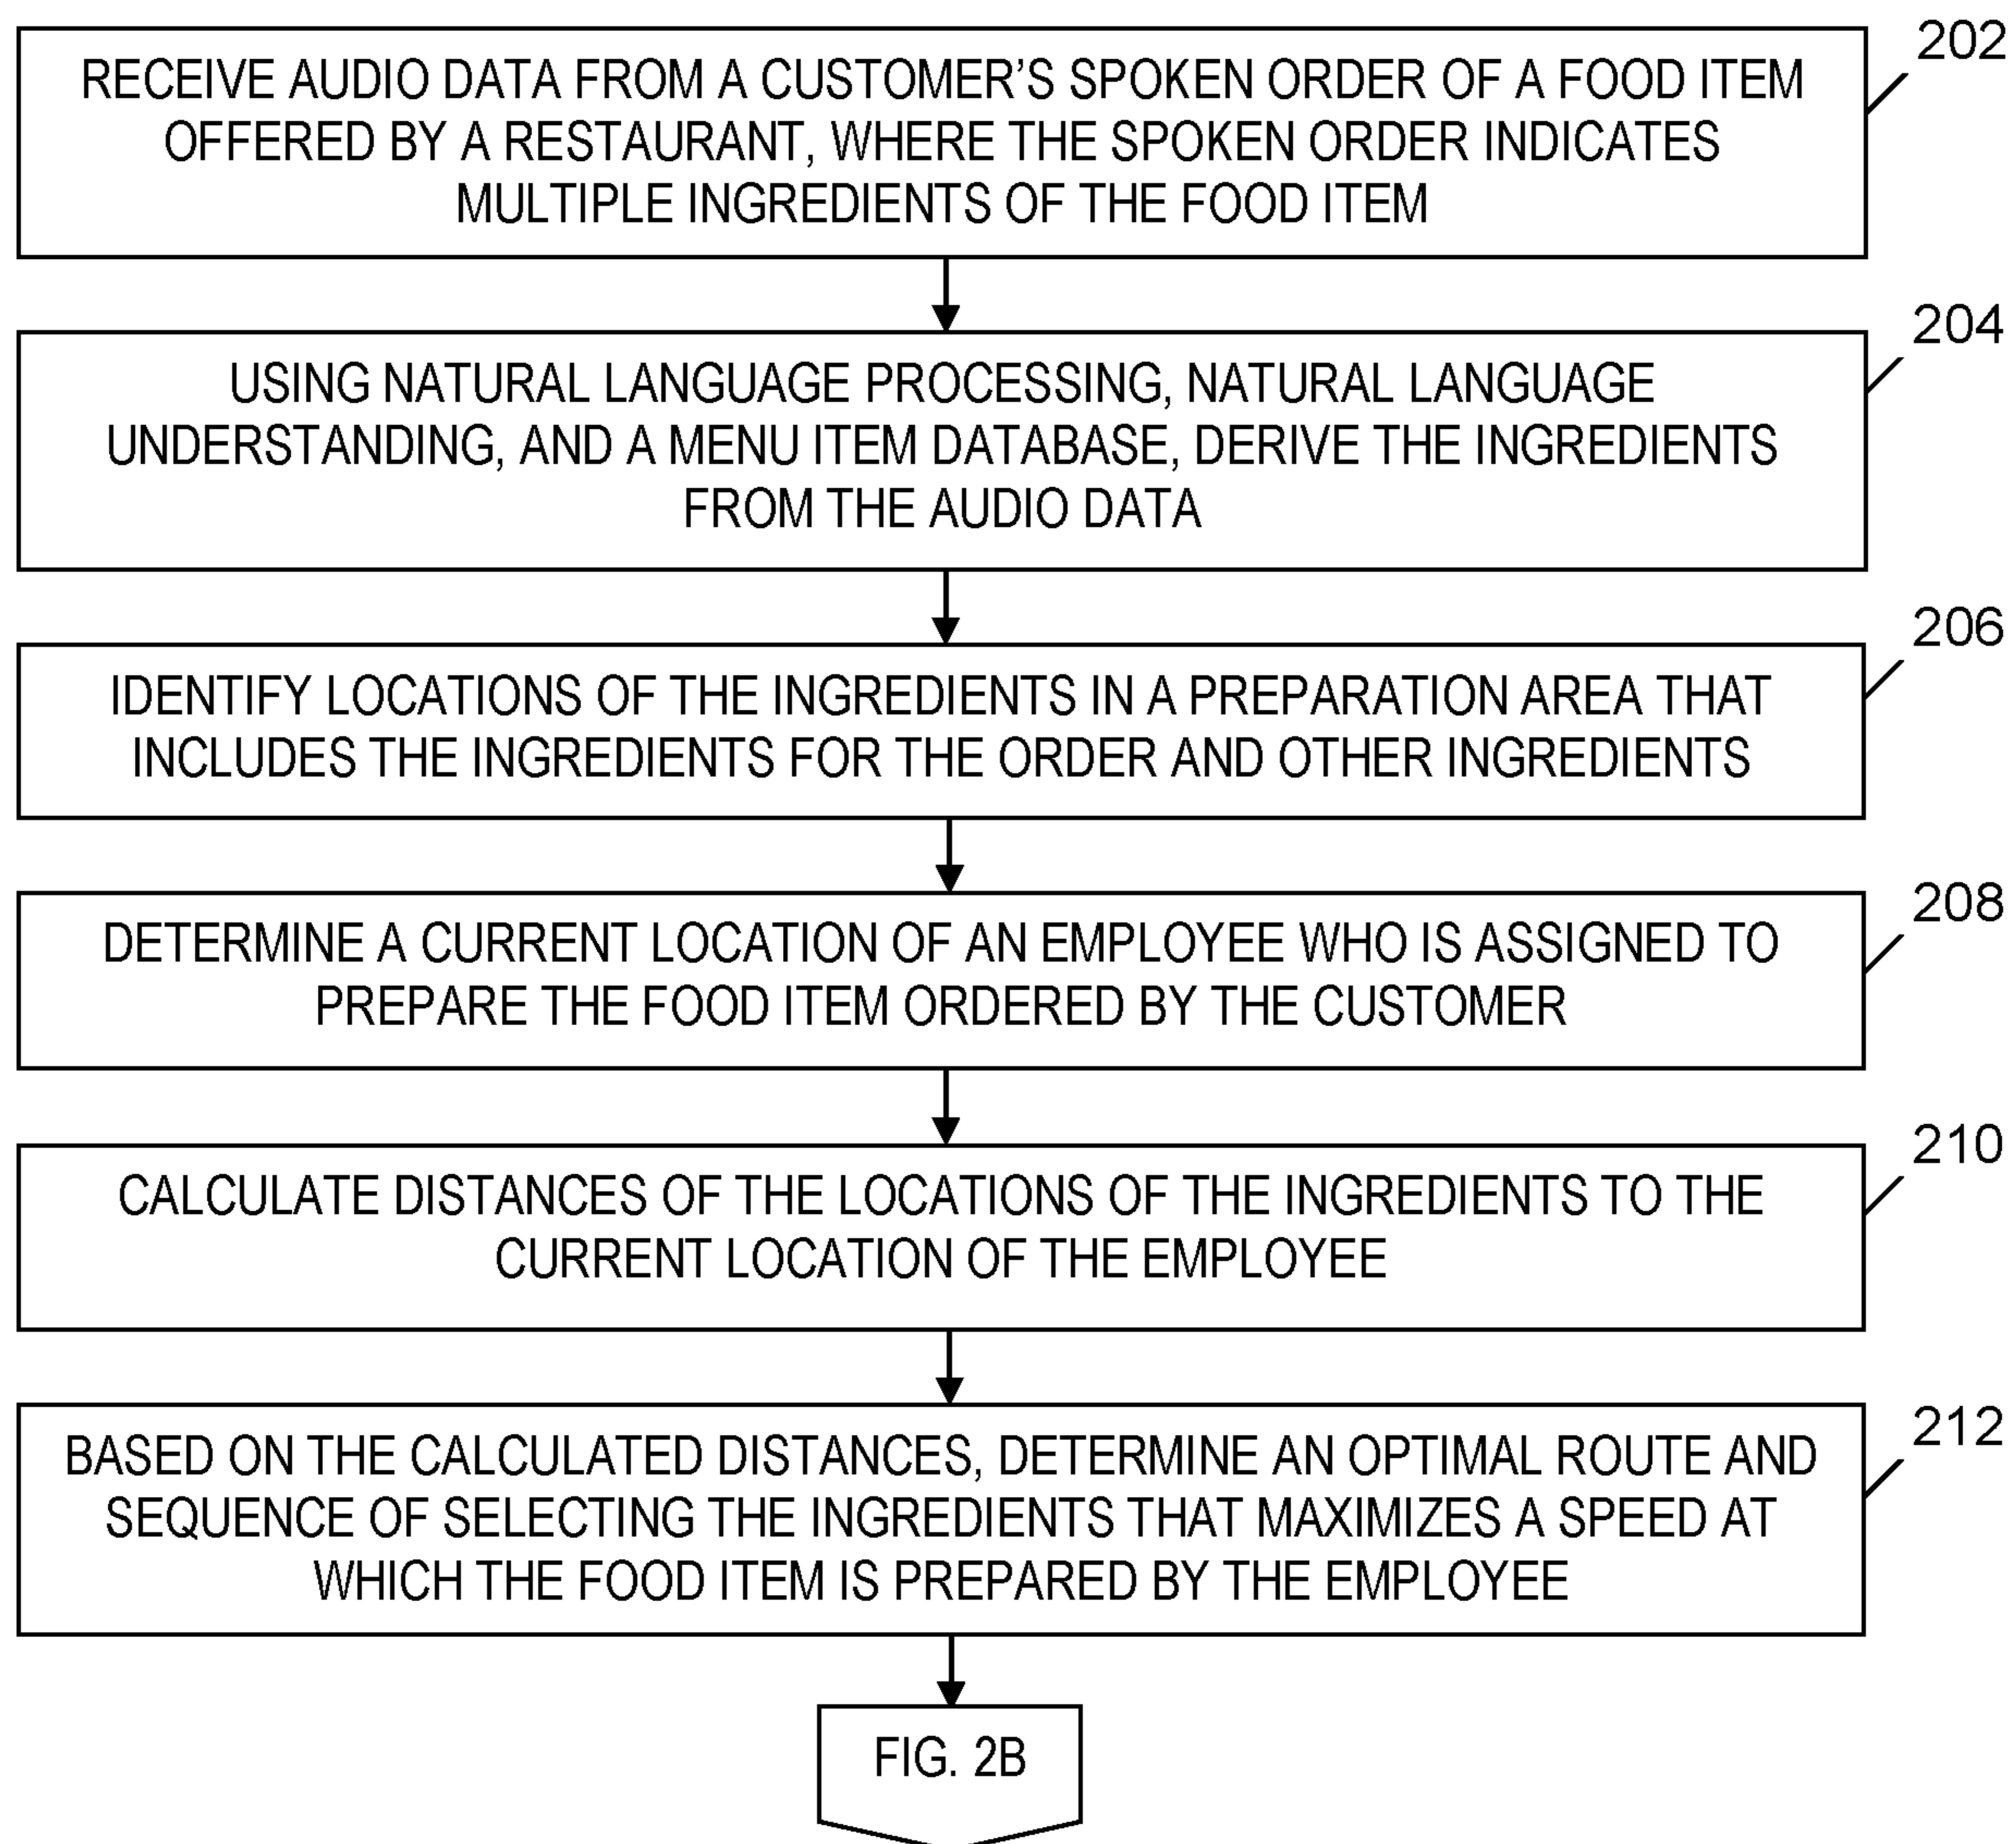 202
RECEIVE AUDIO DATA FROM A CUSTOMER’S SPOKEN ORDER OF A FOOD ITEM
OFFERED BY A RESTAURANT, WHERE THE SPOKEN ORDER INDICATES
MULTIPLE INGREDIENTS OF THE FOOD ITEM
204
USING NATURAL LANGUAGE PROCESSING, NATURAL LANGUAGE
UNDERSTANDING, AND A MENU ITEM DATABASE, DERIVE THE INGREDIENTS
FROM THE AUDIO DATA
206
IDENTIFY LOCATIONS OF THE INGREDIENTS IN A PREPARATION AREA THAT
INCLUDES THE INGREDIENTS FOR THE ORDER AND OTHER INGREDIENTS
208
DETERMINE A CURRENT LOCATION OF AN EMPLOYEE WHO IS ASSIGNED TO
PREPARE THE FOOD ITEM ORDERED BY THE CUSTOMER
210
CALCULATE DISTANCES OF THE LOCATIONS OF THE INGREDIENTS TO THE
CURRENT LOCATION OF THE EMPLOYEE
212
BASED ON THE CALCULATED DISTANCES, DETERMINE AN OPTIMAL ROUTE AND
SEQUENCE OF SELECTING THE INGREDIENTS THAT MAXIMIZES A SPEED AT
WHICH THE FOOD ITEM IS PREPARED BY THE EMPLOYEE
FIG. 2B